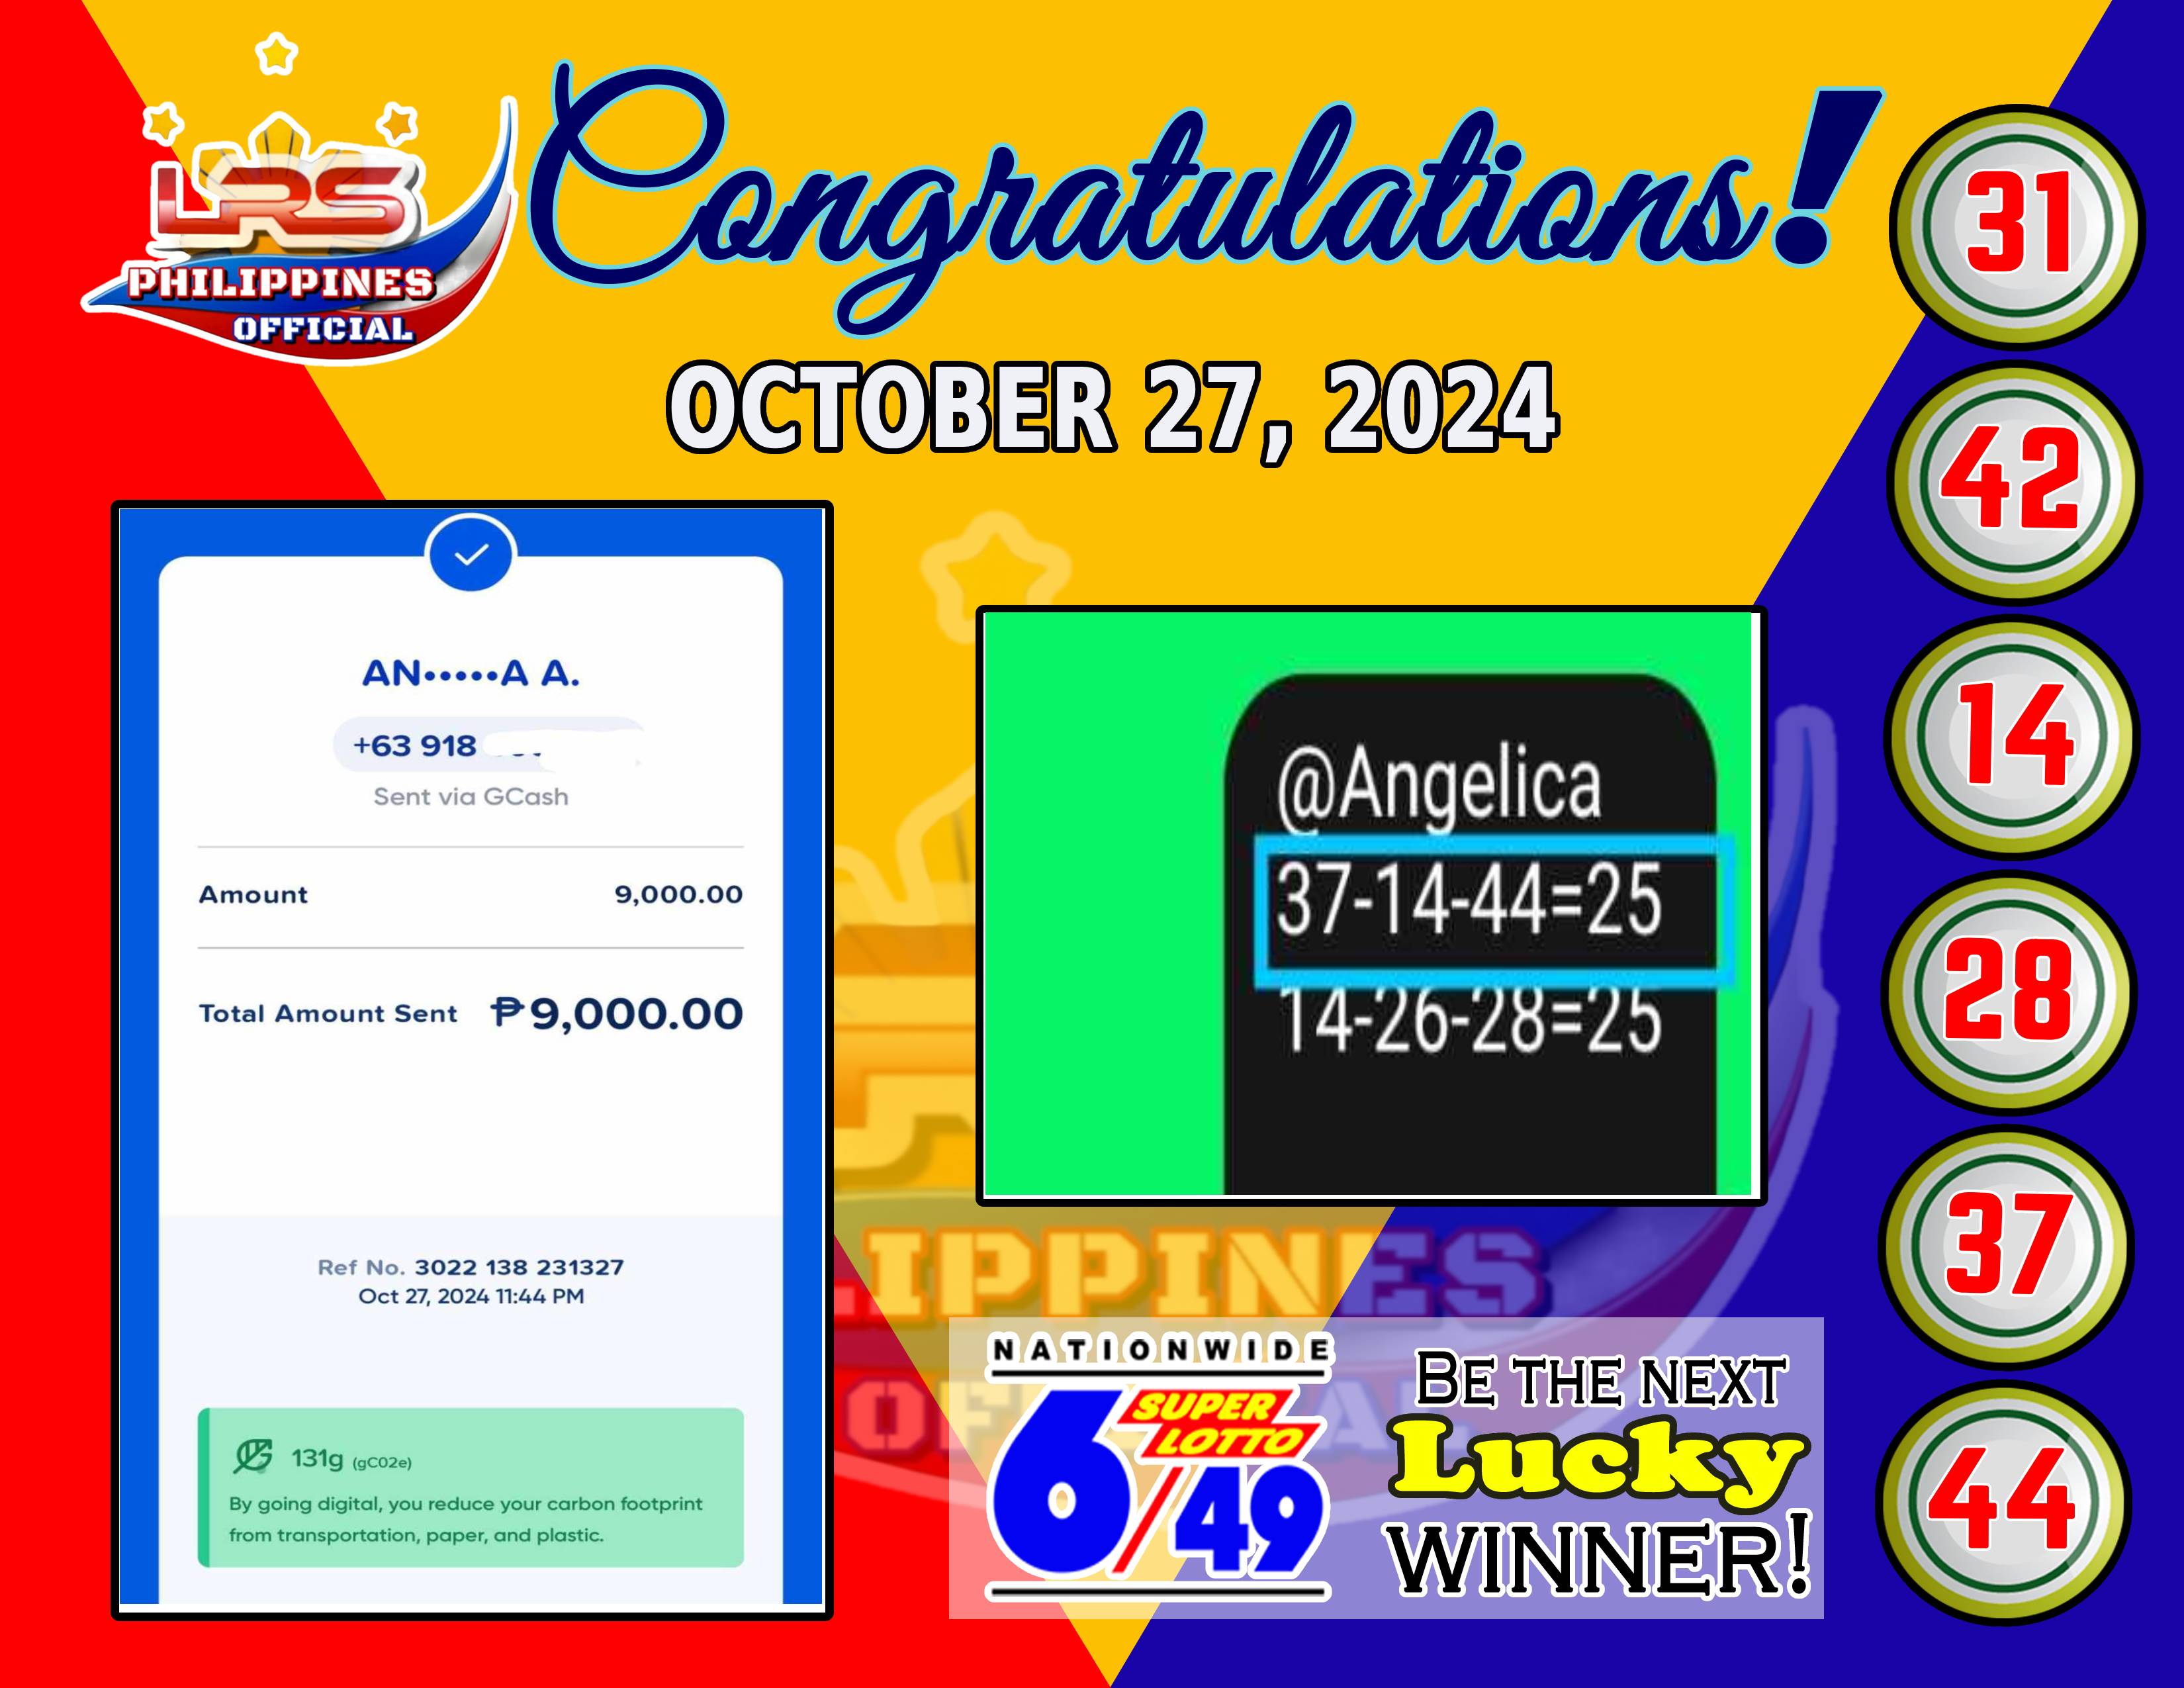 LRS
PHILIPPINES
OFFICIAL
Congratulations!
OCTOBER 27, 2024
AN•••••A A.
+63 918
Sent via GCash
Amount 9,000.00
Total Amount Sent ₱9,000.00
Ref No. 3022 138 231327
Oct 27, 2024 11:44 PM
131g (gCO2e)
By going digital, you reduce your carbon footprint
from transportation, paper, and plastic.
@Angelica
37-14-44=25
14-26-28=25
IPPINES
NATIONWIDE
SUPER
LOTTO
6/49
BE THE NEXT
Lucky
WINNER!
31
42
14
28
37
44